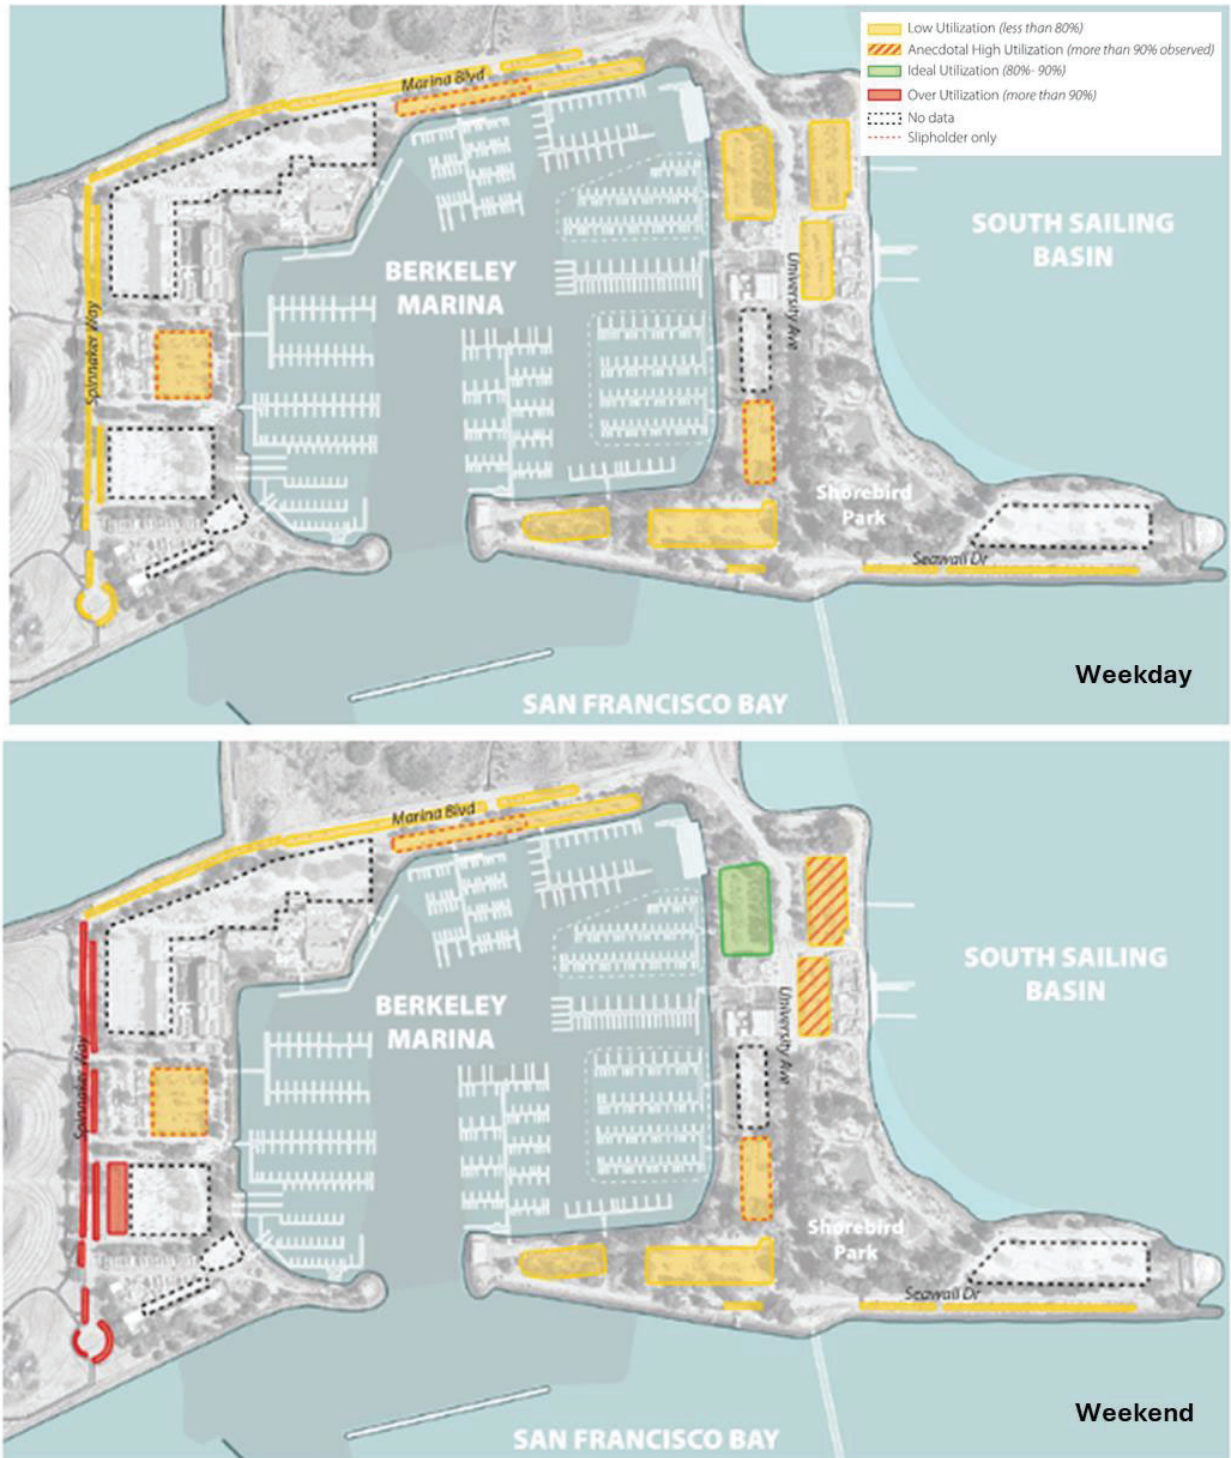 Low Utilization (less than 80%)
Anecdotal High Utilization (more than 90% observed)
Ideal Utilization (80%- 90%)
Over Utilization (more than 90%)
No data
Slipholder only
Marina Blvd
SOUTH SAILING
BASIN
BERKELEY
MARINA
University Ave
Spinnaker Way
Shorebird
Park
Seawall Dr
Weekday
SAN FRANCISCO BAY
Marina Blvd
SOUTH SAILING
BASIN
BERKELEY
MARINA
University Ave
Spinnaker Way
Shorebird
Park
Seawall Dr
Weekend
SAN FRANCISCO BAY